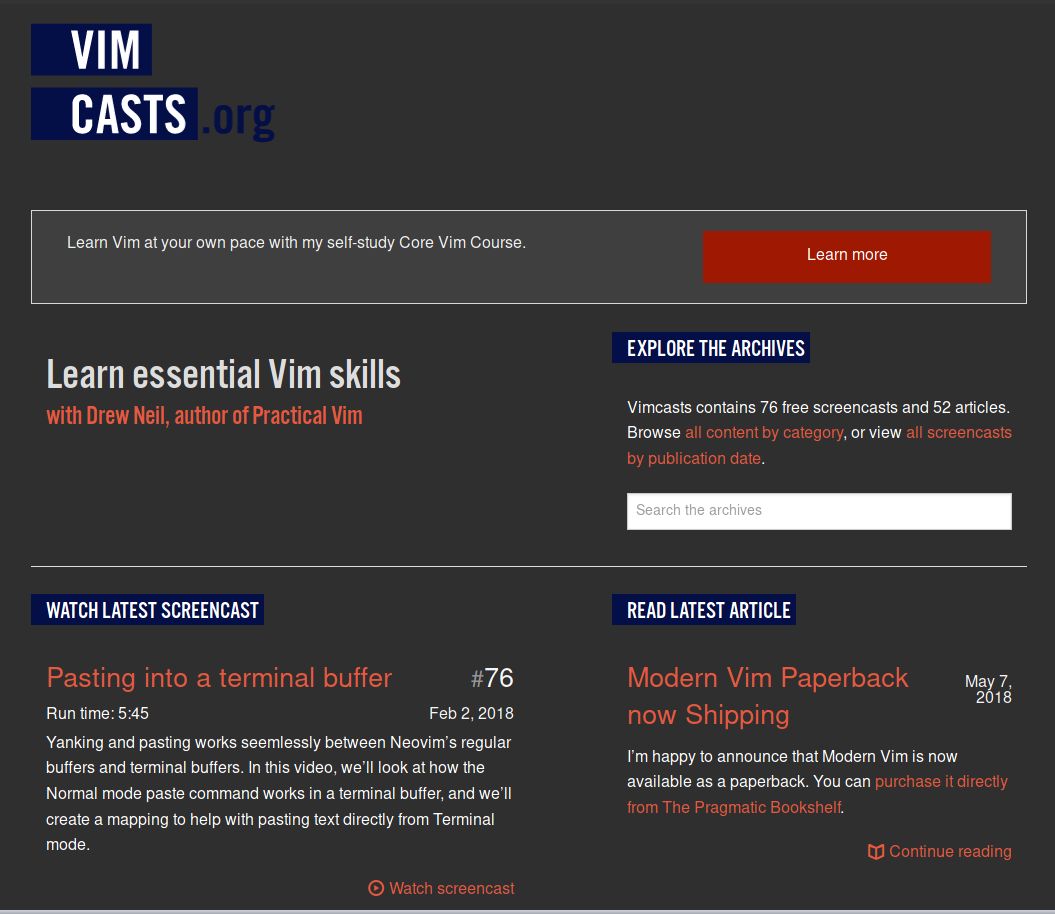 VIM
CASTS.org
Learn Vim at your own pace with my self-study Core Vim Course.
Learn more
Learn essential Vim skills
with Drew Neil, author of Practical Vim
EXPLORE THE ARCHIVES
Vimcasts contains 76 free screencasts and 52 articles.
Browse all content by category, or view all screencasts
by publication date.
Search the archives
WATCH LATEST SCREENCAST
Pasting into a terminal buffer #76
Run time: 5:45 Feb 2, 2018
Yanking and pasting works seemlessly between Neovim’s regular
buffers and terminal buffers. In this video, we’ll look at how the
Normal mode paste command works in a terminal buffer, and we’ll
create a mapping to help with pasting text directly from Terminal
mode.
Watch screencast
READ LATEST ARTICLE
Modern Vim Paperback
now Shipping
May 7,
2018
I’m happy to announce that Modern Vim is now
available as a paperback. You can purchase it directly
from The Pragmatic Bookshelf.
Continue reading